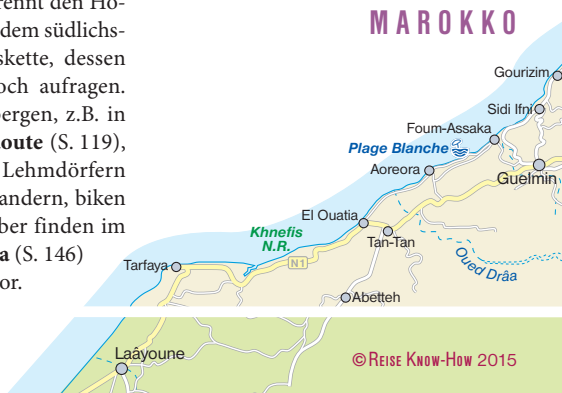 rennt den Ho-
dem südlichs-
skette, dessen
och aufragen.
bergen, z.B. in
oute (S. 119),
Lehmdörfern
andern, biken
ber finden im
a (S. 146)
or.
MAROKKO
Gourizim
Sidi Ifni
Foum-Assaka
Plage Blanche
Aoreora
Guelmin
El Ouatia
Khnefis
N.R.
Tan-Tan
Tarfaya
N1
Oued Drâa
Abetteh
Laâyoune
©REISE KNOW-HOW 2015